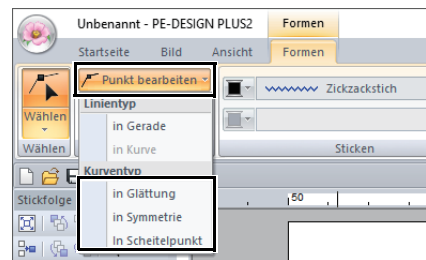 Unbenannt - PE-DESIGN PLUS2
Formen
Startseite
Bild
Ansicht
Formen
Punkt bearbeiten
Zickzackstich
Linientyp
Wählen
in Gerade
in Kurve
Wählen
Sticken
Kurventyp
in Glättung
Stickfolge
50
in Symmetrie
In Scheitelpunkt